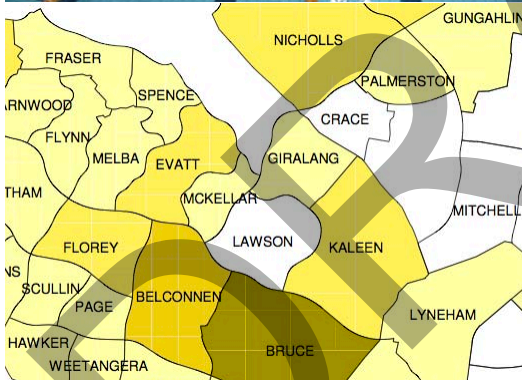 GUNGAHLIN
NICHOLLS
FRASER
PALMERSTON
SPENCE
ARNWOOD
CRACE
FLYNN
MELBA
EVATT
GIRALANG
THAM
MCKELLAR
MITCHELL
FLOREY
LAWSON
KALEEN
NS
SCULLIN
PAGE
BELCONNEN
LYNEHAM
HAWKER
BRUCE
WEETANGERA